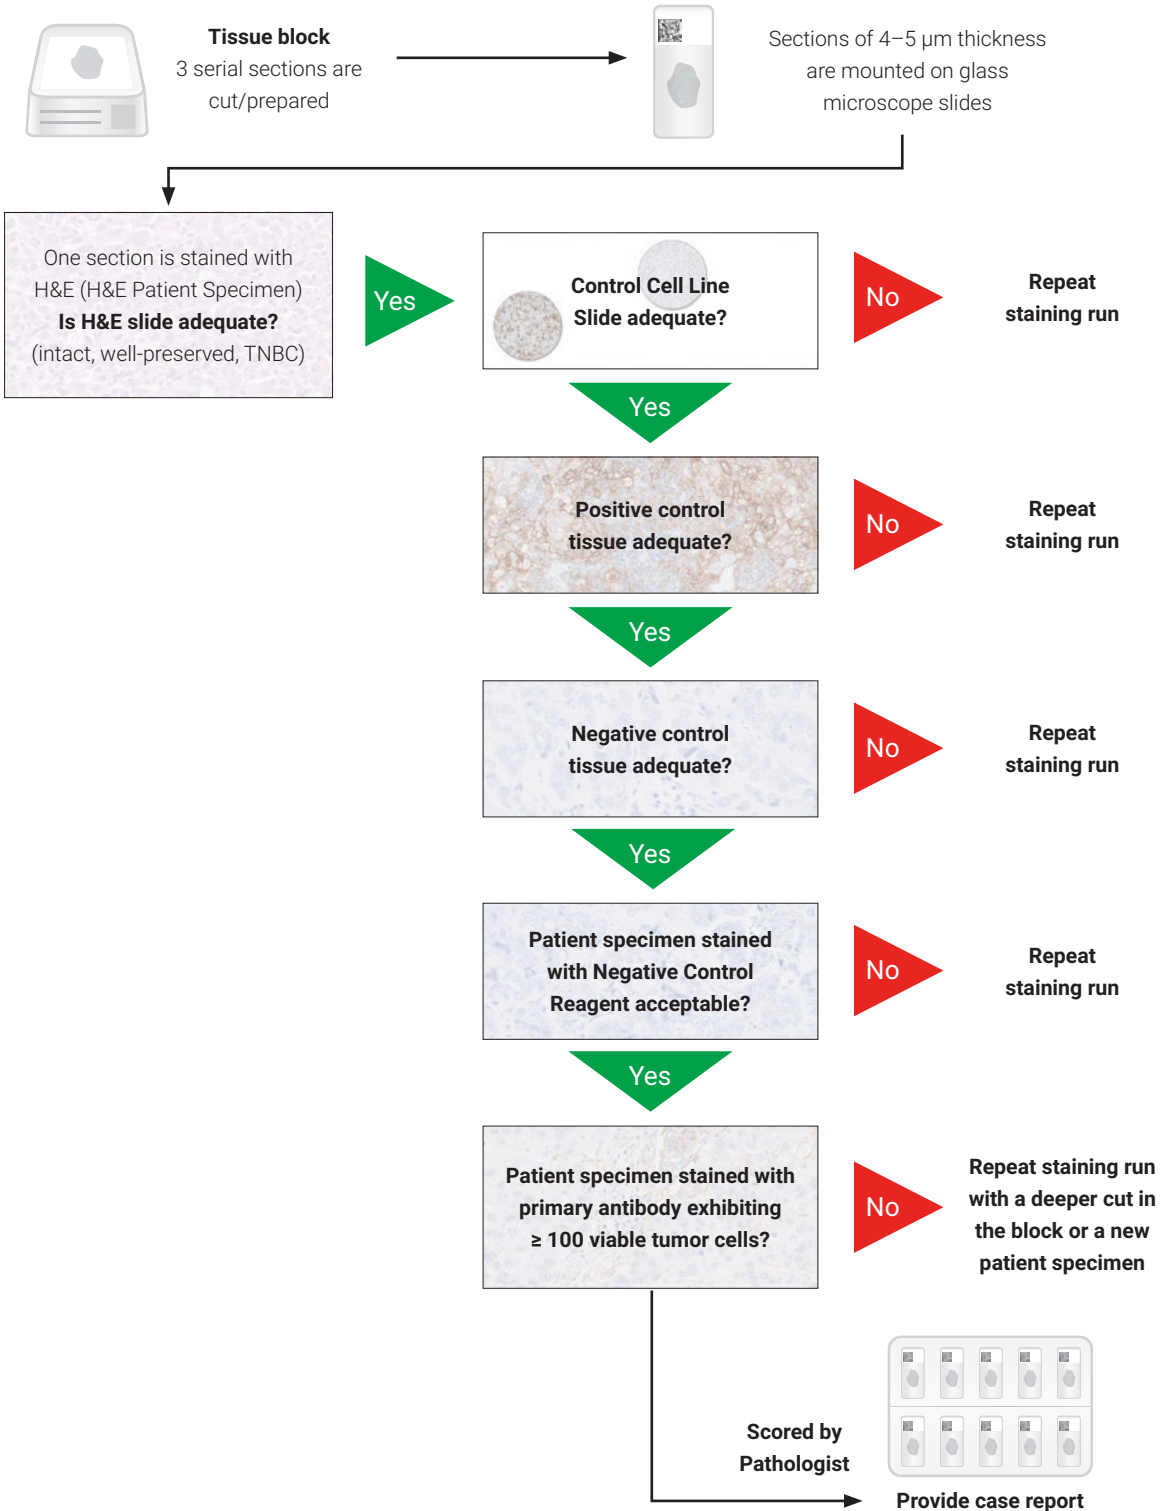 Tissue block
3 serial sections are
cut/prepared
Sections of 4–5 µm thickness
are mounted on glass
microscope slides
One section is stained with
H&E (H&E Patient Specimen)
Is H&E slide adequate?
(intact, well-preserved, TNBC)
Yes
Control Cell Line
Slide adequate?
No
Repeat
staining run
Yes
Positive control
tissue adequate?
No
Repeat
staining run
Yes
Negative control
tissue adequate?
No
Repeat
staining run
Yes
Patient specimen stained
with Negative Control
Reagent acceptable?
No
Repeat
staining run
Yes
Patient specimen stained with
primary antibody exhibiting
≥ 100 viable tumor cells?
No
Repeat staining run
with a deeper cut in
the block or a new
patient specimen
Scored by
Pathologist
Provide case report